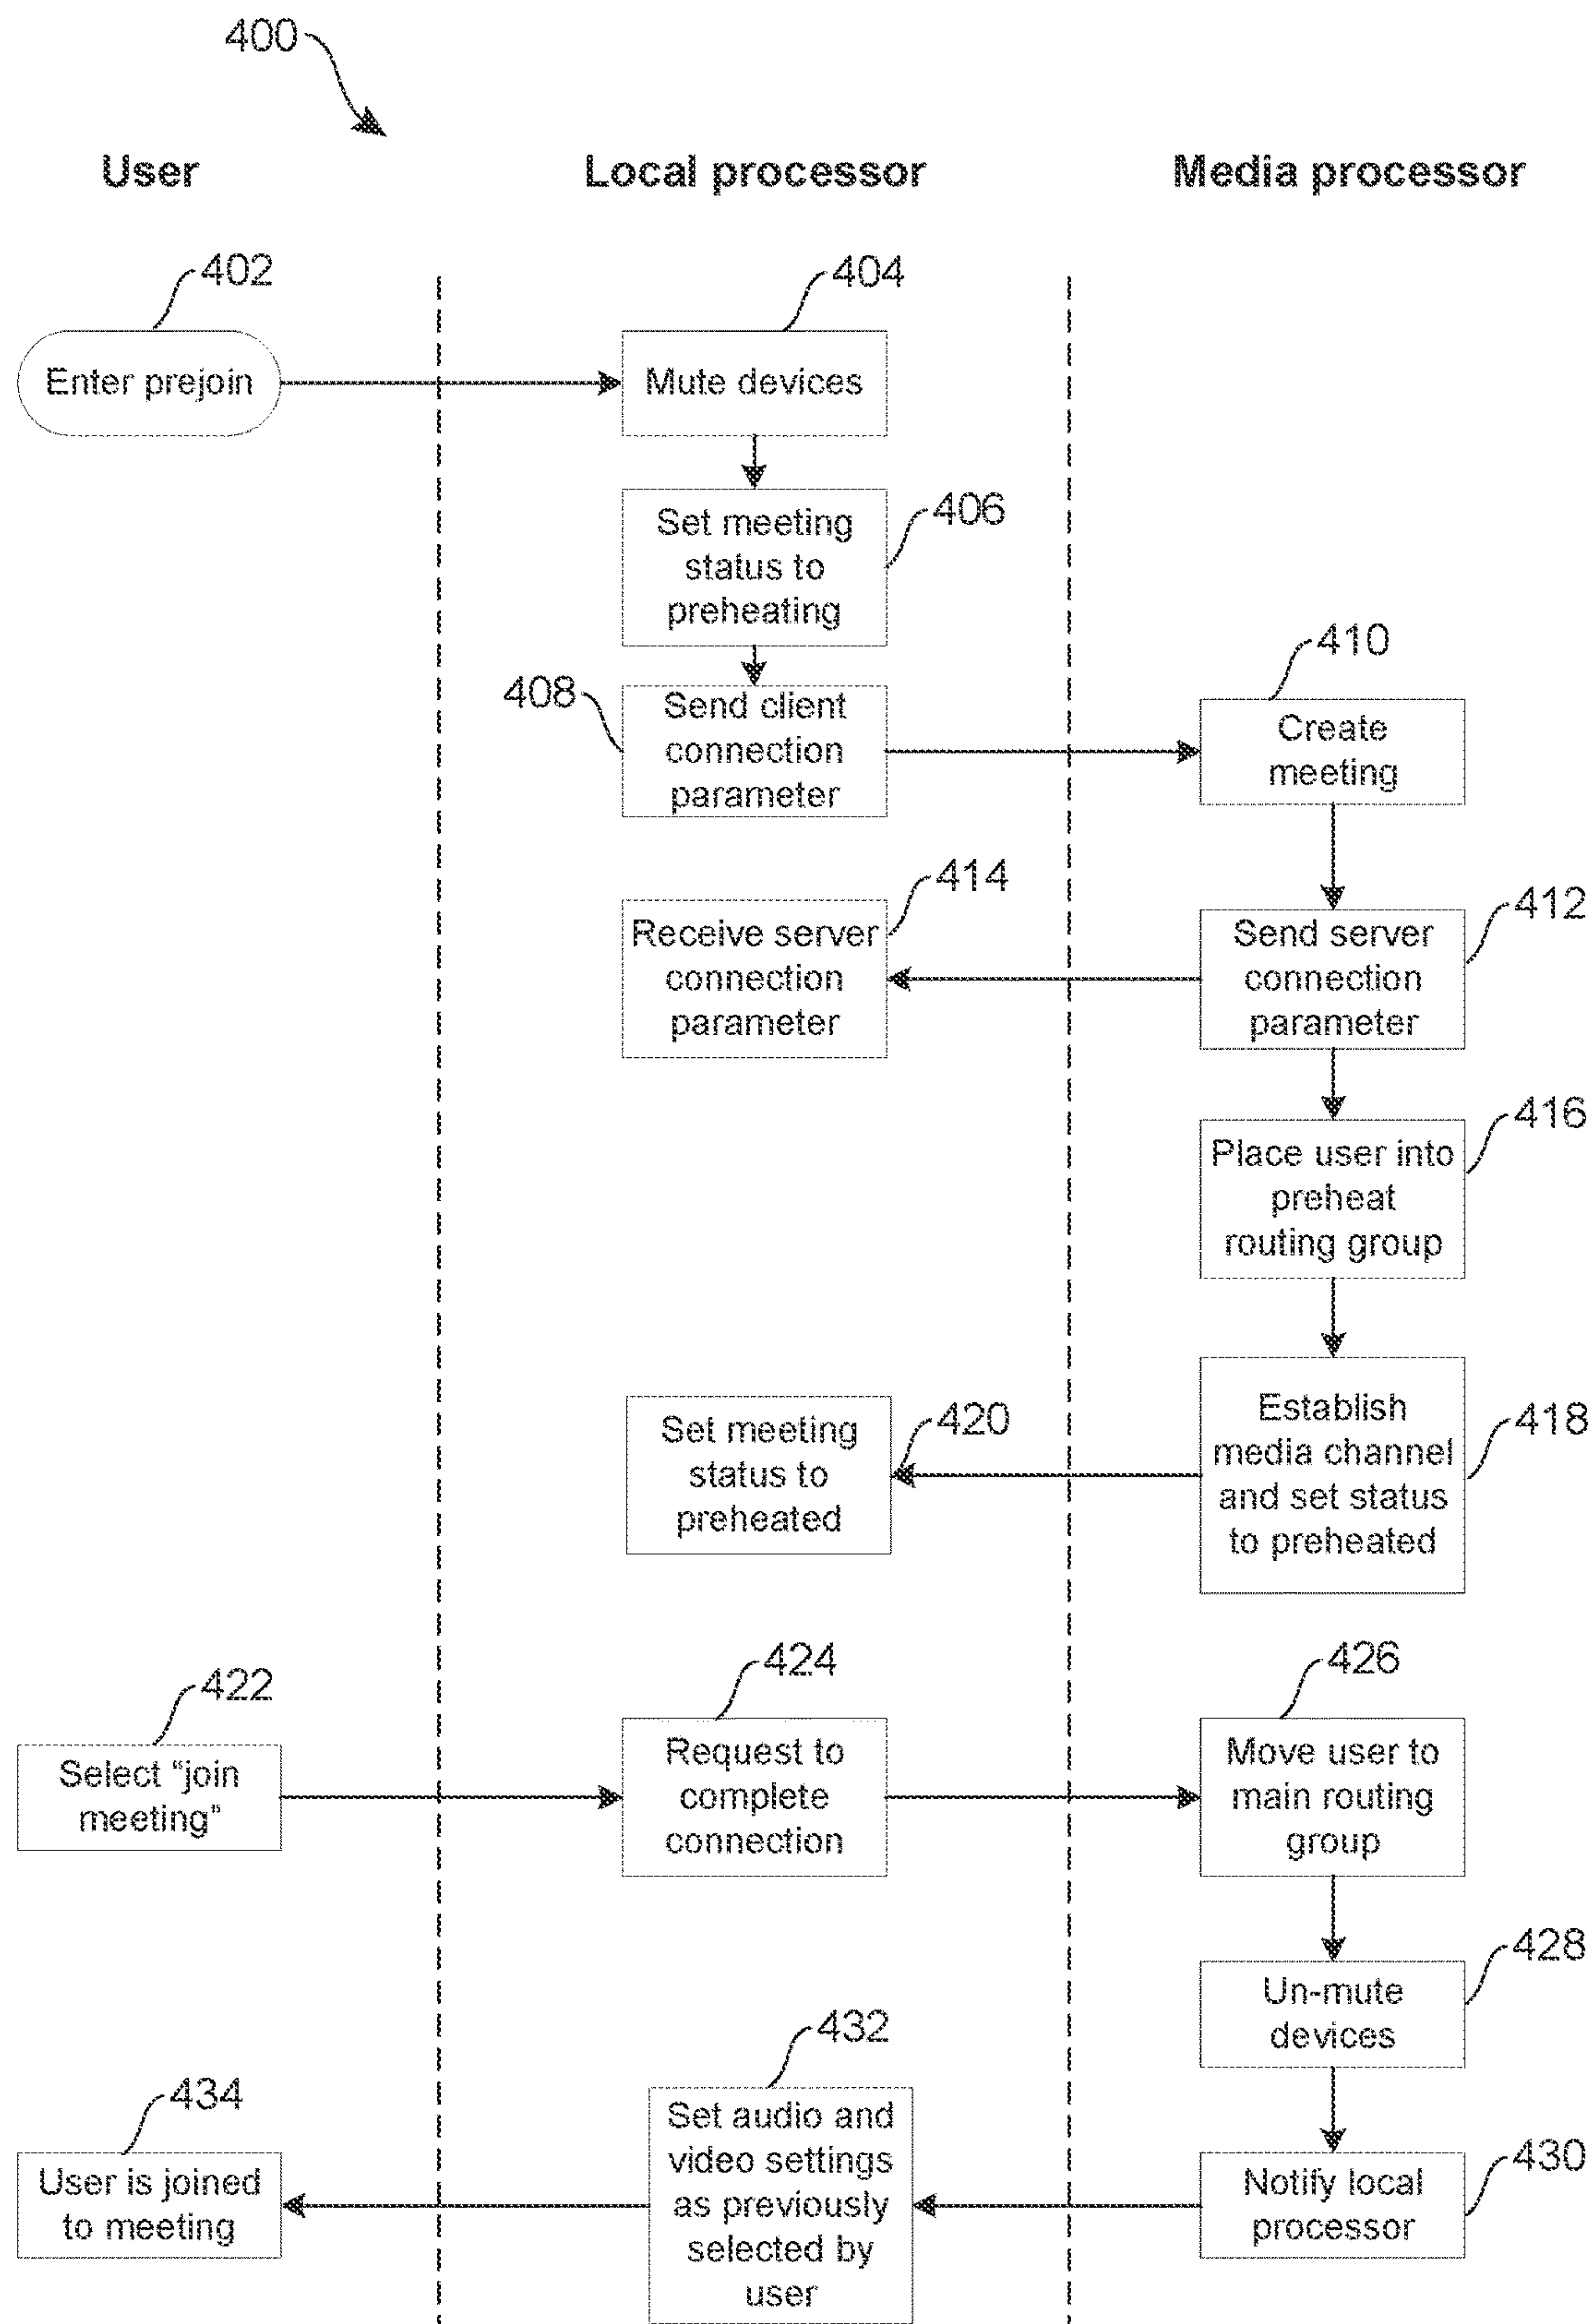 400
User
Local processor
Media processor
402
Enter prejoin
404
Mute devices
Set meeting
status to
preheating
406
408
Send client
connection
parameter
410
Create
meeting
414
Receive server
connection
parameter
412
Send server
connection
parameter
416
Place user into
preheat
routing group
Set meeting
status to
preheated
420
Establish
media channel
and set status
to preheated
418
422
Select “join
meeting”
424
Request to
complete
connection
426
Move user to
main routing
group
428
Un-mute
devices
434
User is joined
to meeting
432
Set audio and
video settings
as previously
selected by
user
430
Notify local
processor